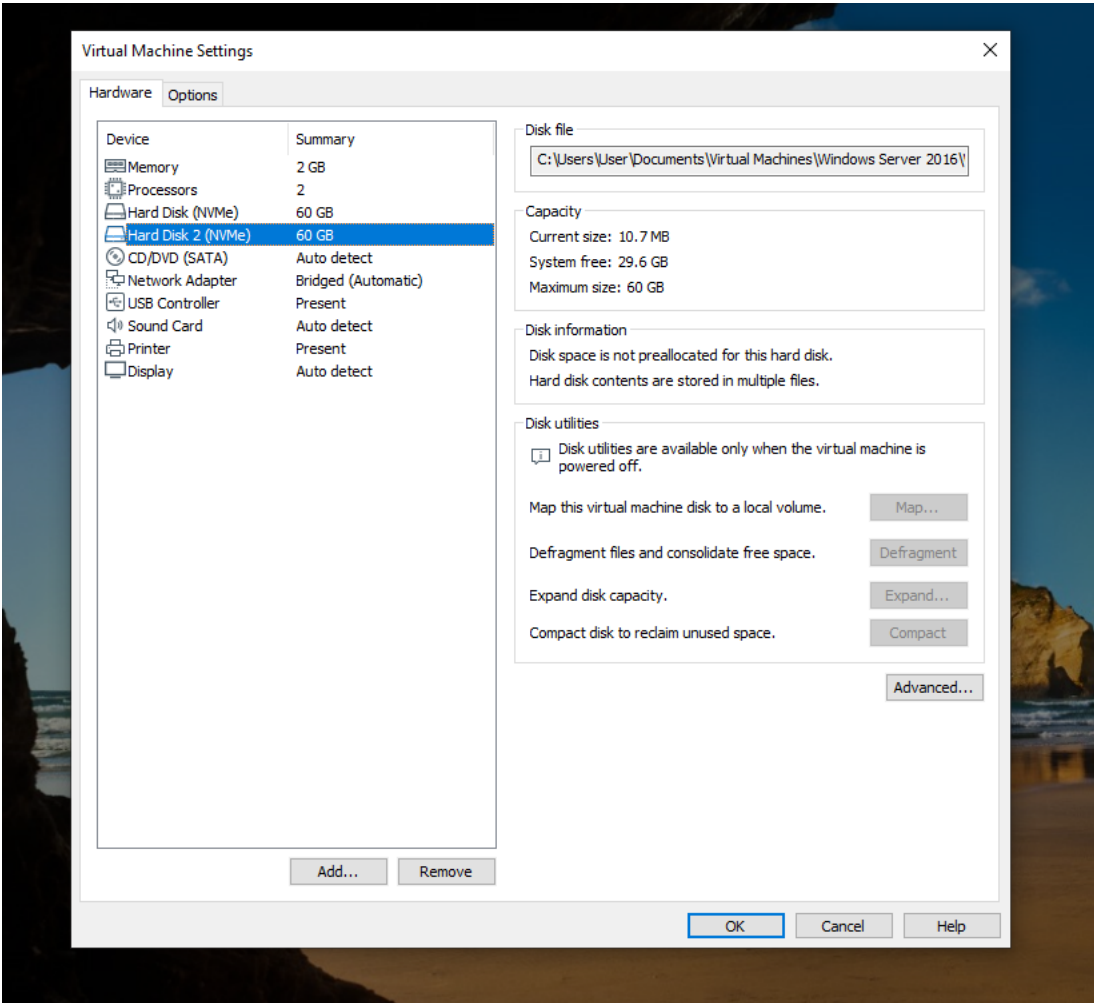 Virtual Machine Settings
Hardware Options
Device Summary
Memory 2 GB
Processors 2
Hard Disk (NVMe) 60 GB
Hard Disk 2 (NVMe) 60 GB
CD/DVD (SATA) Auto detect
Network Adapter Bridged (Automatic)
USB Controller Present
Sound Card Auto detect
Printer Present
Display Auto detect
Add... Remove
Disk file
C:\Users\User\Documents\Virtual Machines\Windows Server 2016\
Capacity
Current size: 10.7 MB
System free: 29.6 GB
Maximum size: 60 GB
Disk information
Disk space is not preallocated for this hard disk.
Hard disk contents are stored in multiple files.
Disk utilities
Disk utilities are available only when the virtual machine is
powered off.
Map this virtual machine disk to a local volume. Map...
Defragment files and consolidate free space. Defragment
Expand disk capacity. Expand...
Compact disk to reclaim unused space. Compact
Advanced...
OK Cancel Help